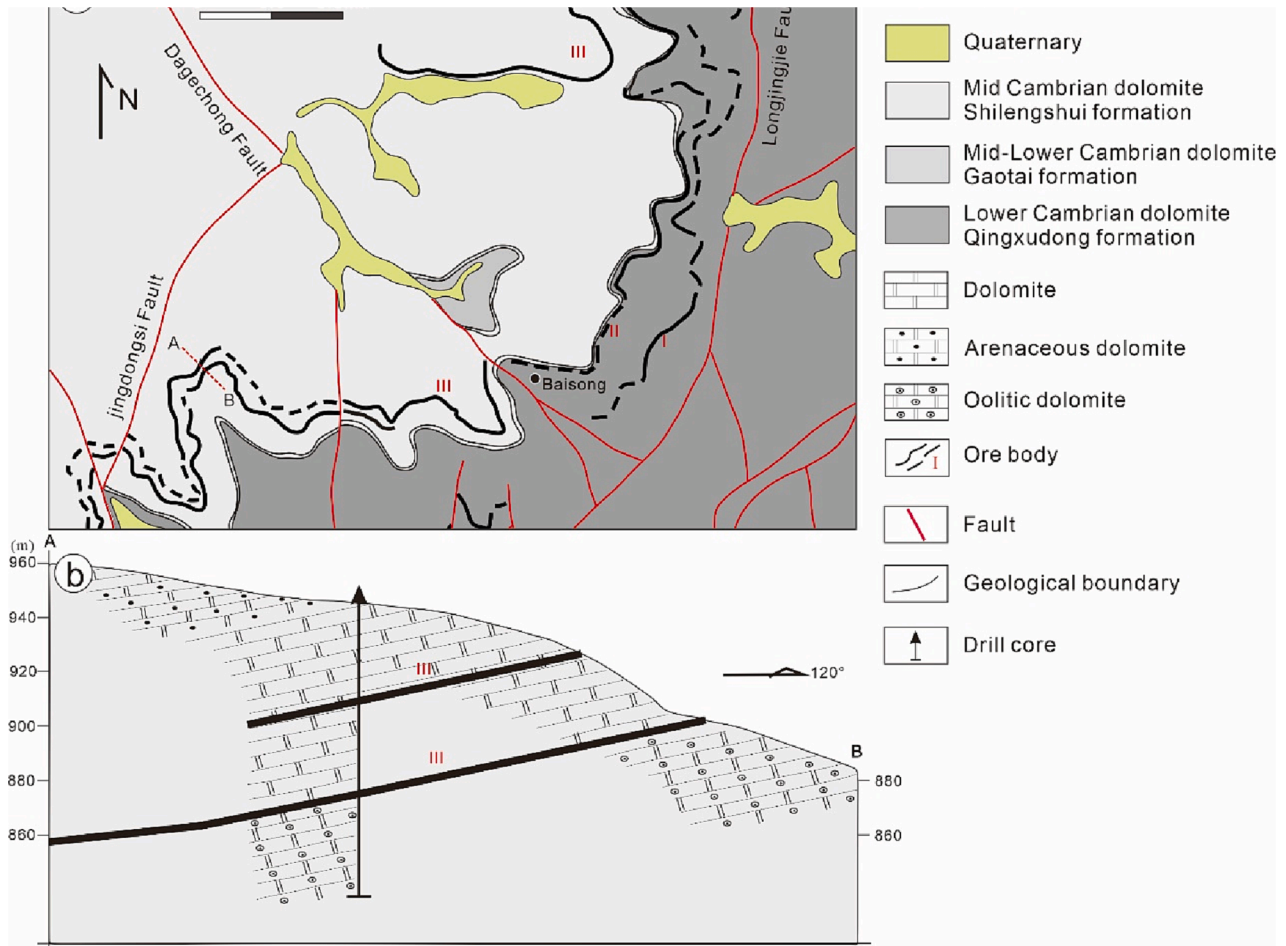 III
Dagechong Fault
Longjingjie Fau
N
jingdongsi Fault
A
B
III
II
I
Baisong
Quaternary
Mid Cambrian dolomite
Shilengshui formation
Mid-Lower Cambrian dolomite
Gaotai formation
Lower Cambrian dolomite
Qingxudong formation
Dolomite
Arenaceous dolomite
Oolitic dolomite
I
Ore body
Fault
Geological boundary
Drill core
(m)
A
b
960
940
920
900
880
860
III
III
120°
B
880
860